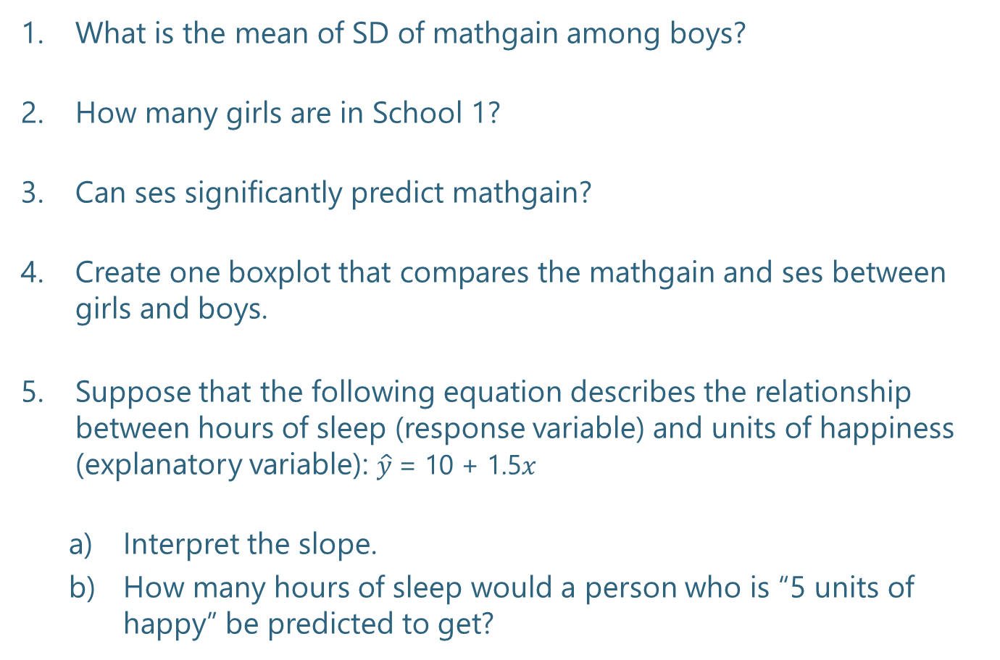 1. What is the mean of SD of mathgain among boys?
2. How many girls are in School 1?
3. Can ses significantly predict mathgain?
4. Create one boxplot that compares the mathgain and ses between
girls and boys.
5. Suppose that the following equation describes the relationship
between hours of sleep (response variable) and units of happiness
(explanatory variable): ŷ = 10 + 1.5x
a) Interpret the slope.
b) How many hours of sleep would a person who is “5 units of
happy” be predicted to get?